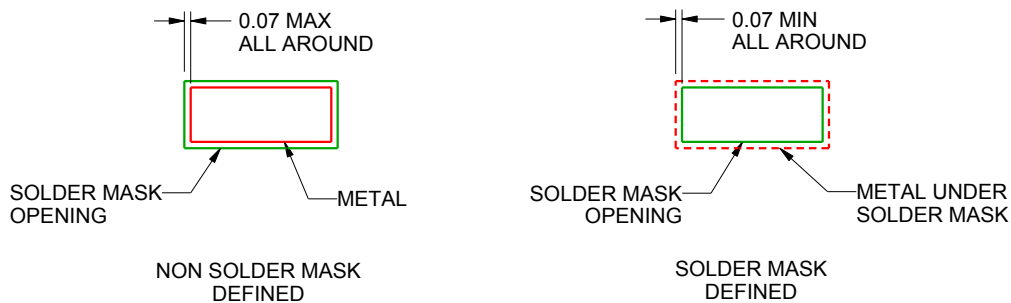 0.07 MAX
ALL AROUND
SOLDER MASK
OPENING
METAL
NON SOLDER MASK
DEFINED
0.07 MIN
ALL AROUND
SOLDER MASK
OPENING
METAL UNDER
SOLDER MASK
SOLDER MASK
DEFINED